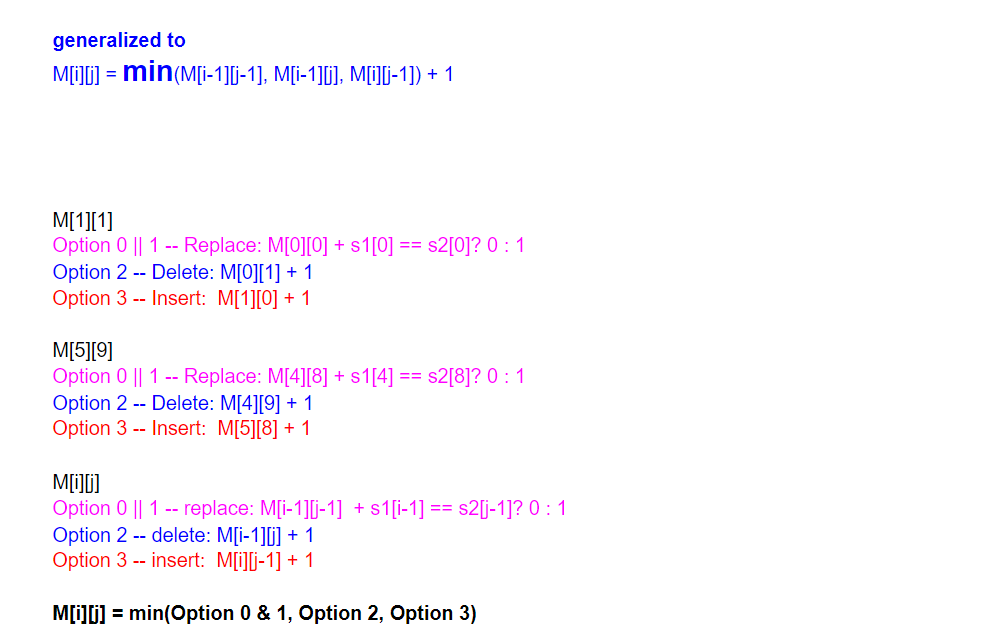 generalized to
M[i][j] = min(M[i-1][j-1], M[i-1][j], M[i][j-1]) + 1
M[1][1]
Option 0 || 1 -- Replace: M[0][0] + s1[0] == s2[0]? 0 : 1
Option 2 -- Delete: M[0][1] + 1
Option 3 -- Insert:  M[1][0] + 1
M[5][9]
Option 0 || 1 -- Replace: M[4][8] + s1[4] == s2[8]? 0 : 1
Option 2 -- Delete: M[4][9] + 1
Option 3 -- Insert:  M[5][8] + 1
M[i][j]
Option 0 || 1 -- replace: M[i-1][j-1]  + s1[i-1] == s2[j-1]? 0 : 1
Option 2 -- delete: M[i-1][j] + 1
Option 3 -- insert:  M[i][j-1] + 1
M[i][j] = min(Option 0 & 1, Option 2, Option 3)